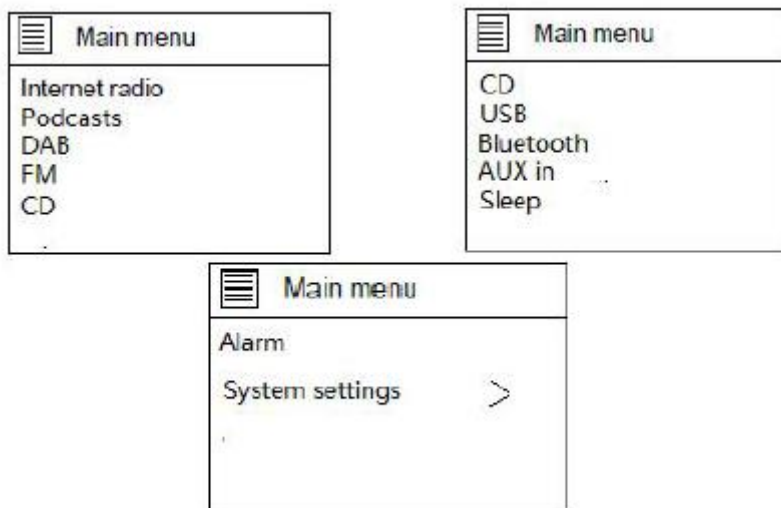 Main menu
Internet radio
Podcasts
DAB
FM
CD
Main menu
CD
USB
Bluetooth
AUX in
Sleep
Main menu
Alarm
System settings >